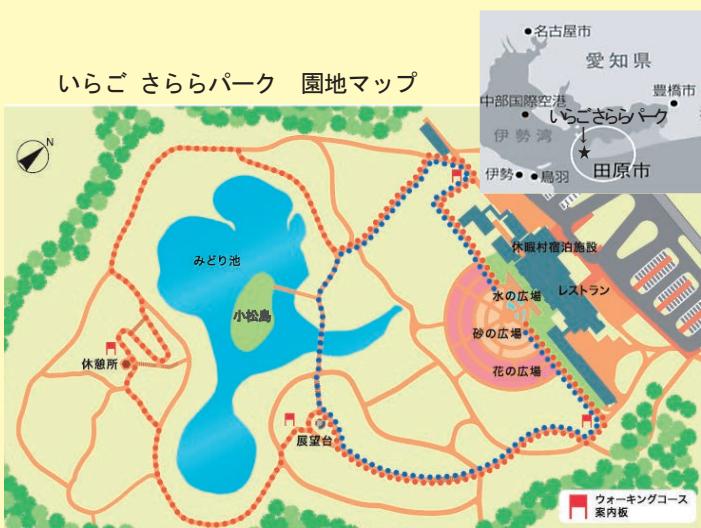 いらご さららパーク 園地マップ
名古屋市
愛知県
豊橋市
中部国際空港
いらごさららパーク
伊勢湾
伊勢
鳥羽
田原市
N
みどり池
小松島
休憩所
展望台
休暇村宿泊施設
レストラン
水の広場
砂の広場
花の広場
ウォーキングコース
案内板